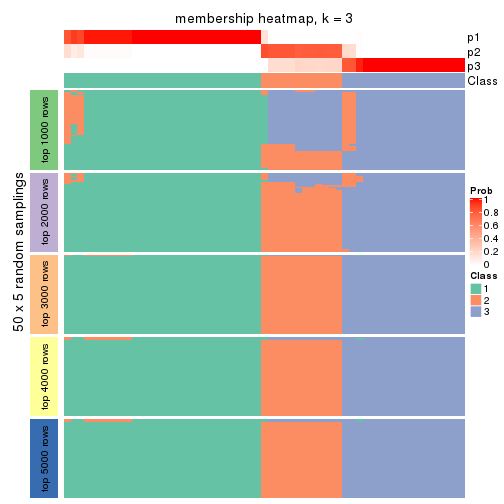 membership heatmap, k = 3
p1
p2
p3
Class
50 x 5 random samplings
top 1000 rows
top 2000 rows
top 3000 rows
top 4000 rows
top 5000 rows
Prob
1
0.8
0.6
0.4
0.2
0
Class
1
2
3